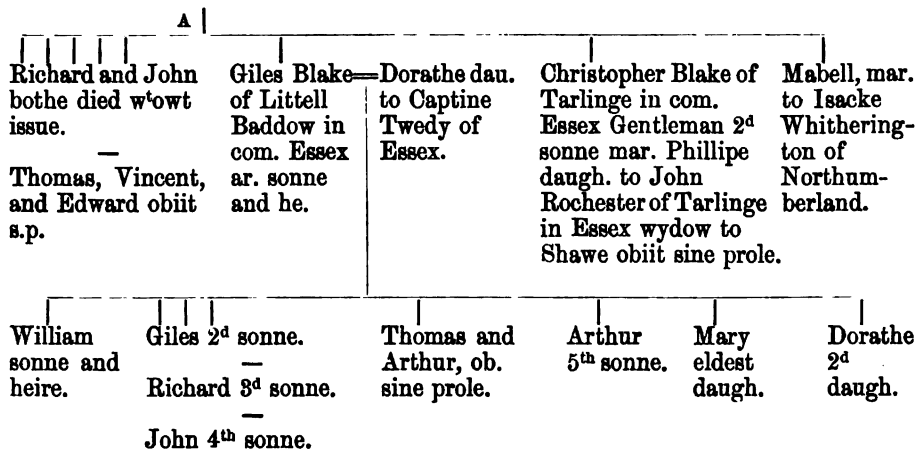 A
Richard and John
bothe died wᵗowt
issue.
—
Thomas, Vincent,
and Edward obiit
s.p.
Giles Blake==Dorathe dau.
of Littell
Baddow in
com. Essex
ar. sonne
and he.
to Captine
Twedy of
Essex.
Christopher Blake of
Tarlinge in com.
Essex Gentleman 2ᵈ
sonne mar. Phillipe
daugh. to John
Rochester of Tarlinge
in Essex wydow to
Shawe obiit sine prole.
Mabell, mar.
to Isacke
Whithering-
ton of
Northum-
berland.
William
sonne and
heire.
Giles 2ᵈ sonne.
—
Richard 3ᵈ sonne.
—
John 4ᵗʰ sonne.
Thomas and
Arthur, ob.
sine prole.
Arthur
5ᵗʰ sonne.
Mary
eldest
daugh.
Dorathe
2ᵈ
daugh.